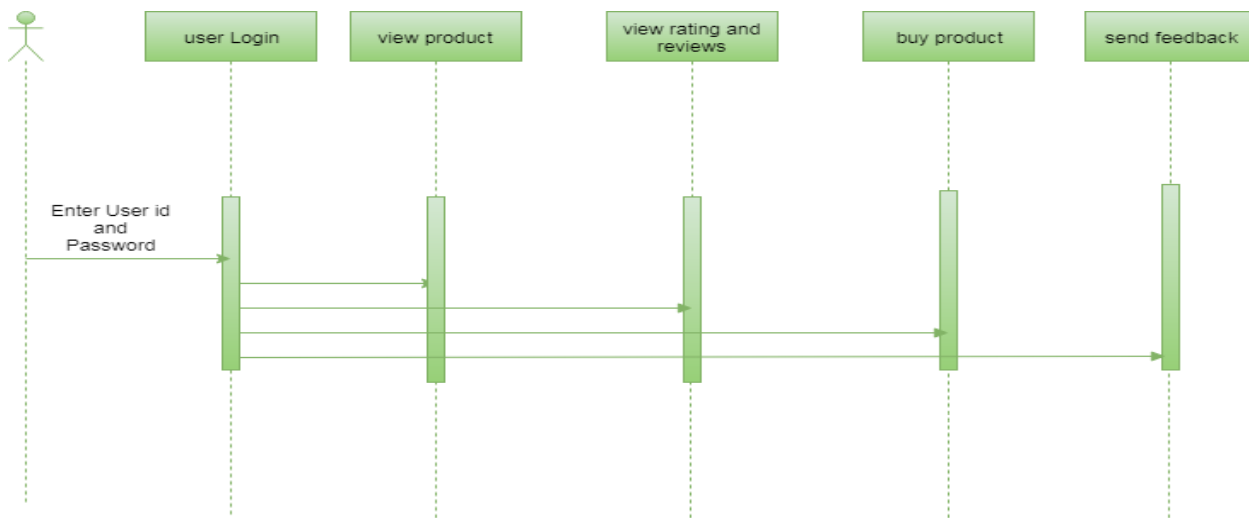 user Login
view product
view rating and
reviews
buy product
send feedback
Enter User id
and
Password